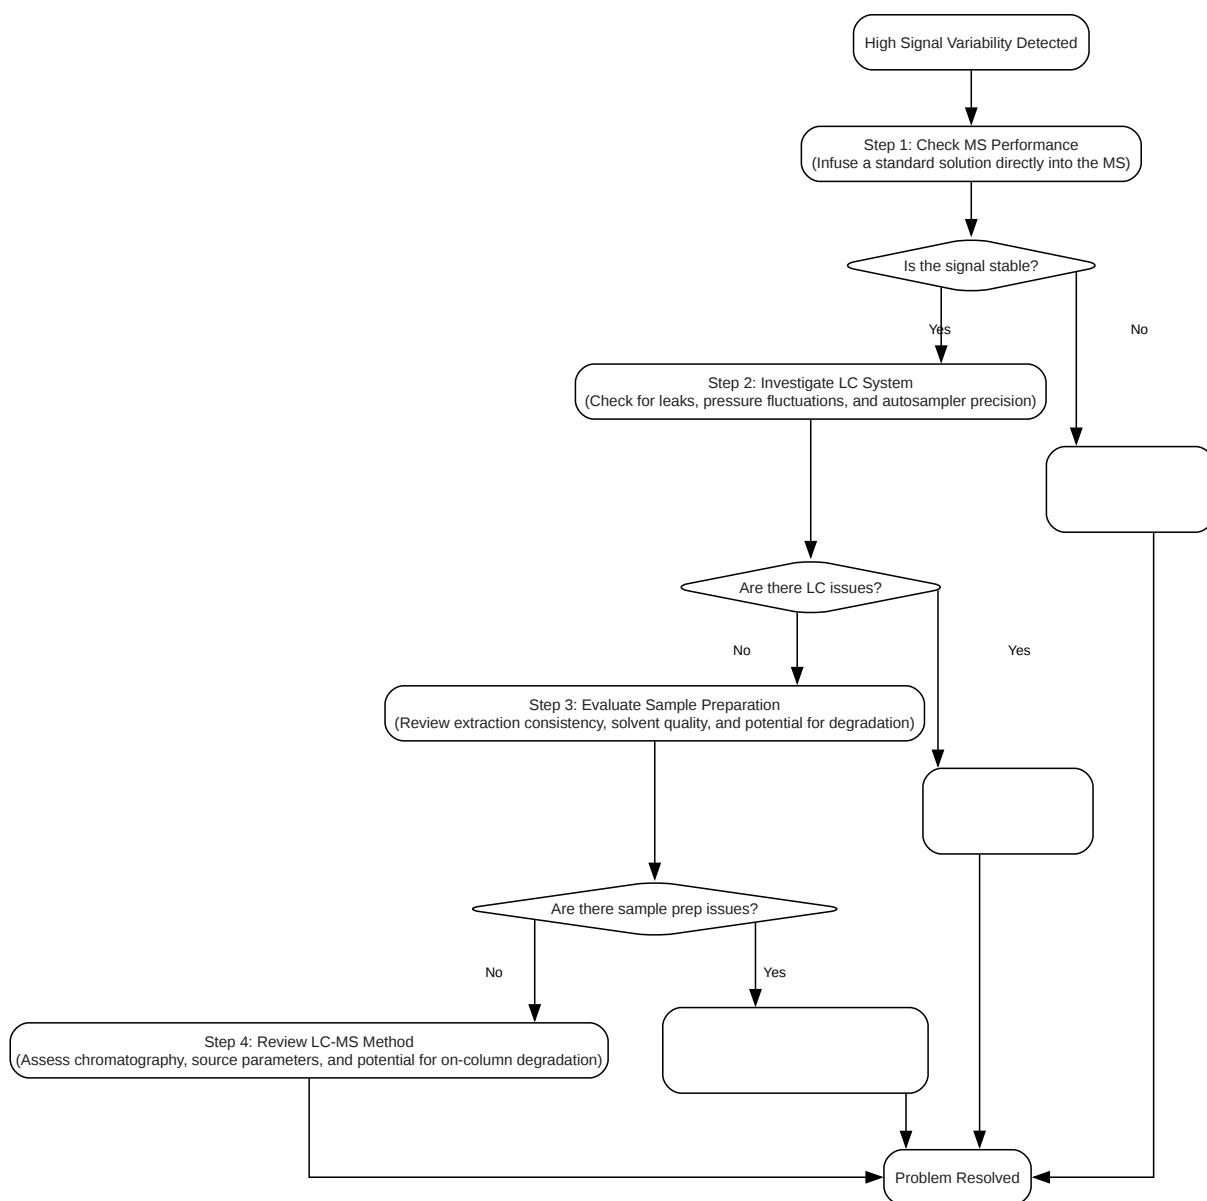 High Signal Variability Detected
Step 1: Check MS Performance
(Infuse a standard solution directly into the MS)
Is the signal stable?
Yes
No
Step 2: Investigate LC System
(Check for leaks, pressure fluctuations, and autosampler precision)
Are there LC issues?
No
Yes
Step 3: Evaluate Sample Preparation
(Review extraction consistency, solvent quality, and potential for degradation)
Are there sample prep issues?
No
Yes
Step 4: Review LC-MS Method
(Assess chromatography, source parameters, and potential for on-column degradation)
Problem Resolved